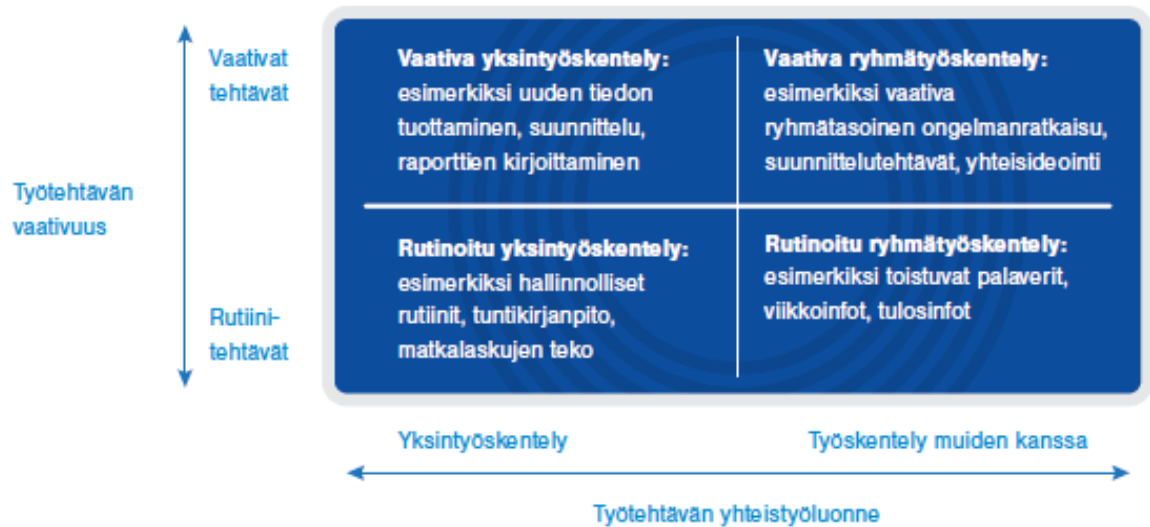 Vaativat
tehtävät
Työtehtävän
vaativuus
Rutiini-
tehtävät
Vaativa yksintyöskentely:
esimerkiksi uuden tiedon
tuottaminen, suunnittelu,
raporttien kirjoittaminen
Vaativa ryhmätyöskentely:
esimerkiksi vaativa
ryhmätasoinen ongelmanratkaisu,
suunnittelutehtävät, yhteisideointi
Rutinoitu yksintyöskentely:
esimerkiksi hallinnolliset
rutiinit, tuntikirjanpito,
matkalaskujen teko
Rutinoitu ryhmätyöskentely:
esimerkiksi toistuvat palaverit,
viikkoinfot, tulosinfot
Yksintyöskentely
Työskentely muiden kanssa
Työtehtävän yhteistyöluonne